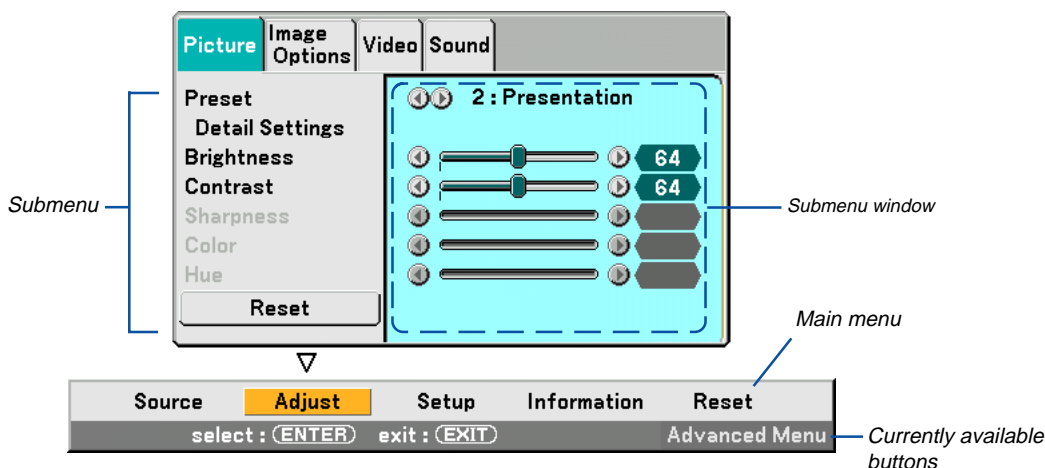 Picture
Image
Options
Video
Sound
Preset
2 : Presentation
Detail Settings
Brightness
64
Contrast
64
Sharpness
Color
Hue
Reset
Submenu
Submenu window
Main menu
Source Adjust Setup Information Reset
select : ENTER exit : EXIT Advanced Menu
Currently available
buttons